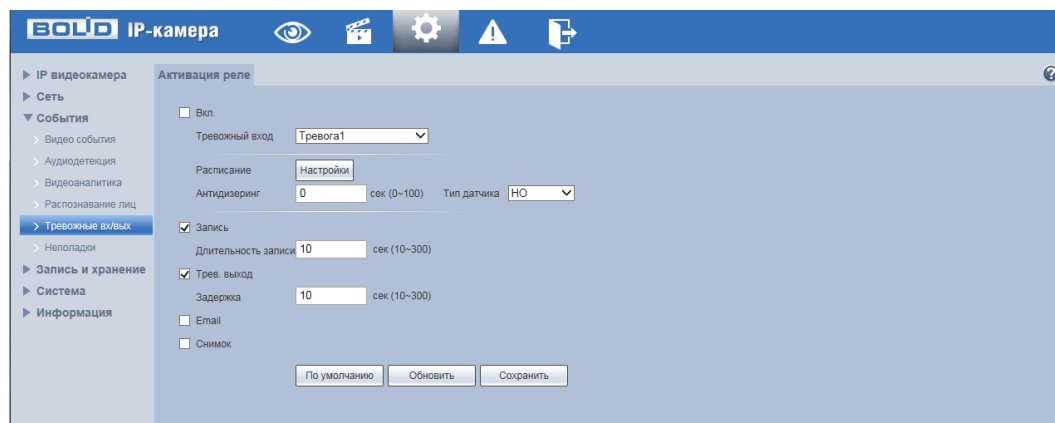 BOLID IP-камера
IP видеокамера
Сеть
События
Видео события
Аудиодетекция
Видеоаналитика
Распознавание лиц
Тревожные вх/вых
Неполадки
Запись и хранение
Система
Информация
Активация реле
?
Вкл.
Тревожный вход Тревога1
Расписание Настройки
Антидизеринг 0 сек (0~100) Тип датчика НО
Запись
Длительность записи 10 сек (10~300)
Трев. выход
Задержка 10 сек (10~300)
Email
Снимок
По умолчанию Обновить Сохранить